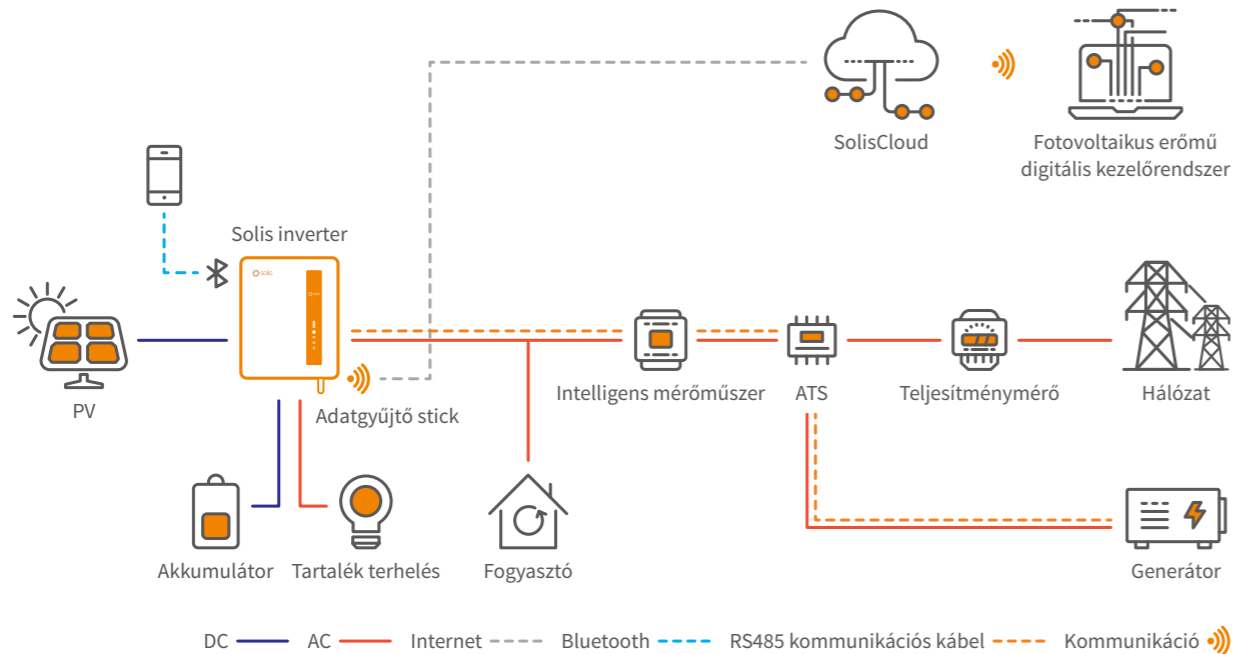 SolisCloud
Fotovoltaikus erőmű
digitális kezelőrendszer
Solis inverter
solis
PV
Adatgyűjtő stick
Intelligens mérőműszer
ATS
Teljesítménymérő
Hálózat
Akkumulátor
Tartalék terhelés
Fogyasztó
Generátor
DC AC Internet Bluetooth RS485 kommunikációs kábel Kommunikáció